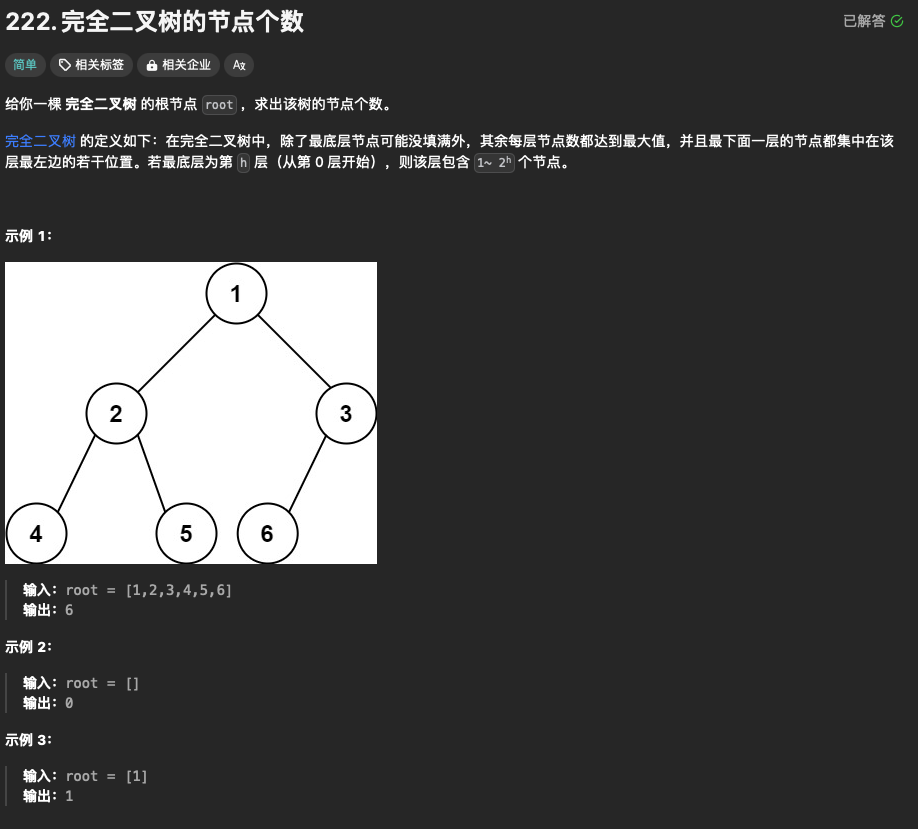 222. 完全二叉树的节点个数
已解答
简单 相关标签 相关企业 Aあ
给你一棵 完全二叉树 的根节点 root ，求出该树的节点个数。
完全二叉树 的定义如下：在完全二叉树中，除了最底层节点可能没填满外，其余每层节点数都达到最大值，并且最下面一层的节点都集中在该
层最左边的若干位置。若最底层为第 h 层（从第 0 层开始），则该层包含 1~ 2ʰ 个节点。
示例 1：
1
2
3
4
5
6
输入：root = [1,2,3,4,5,6]
输出：6
示例 2：
输入：root = []
输出：0
示例 3：
输入：root = [1]
输出：1